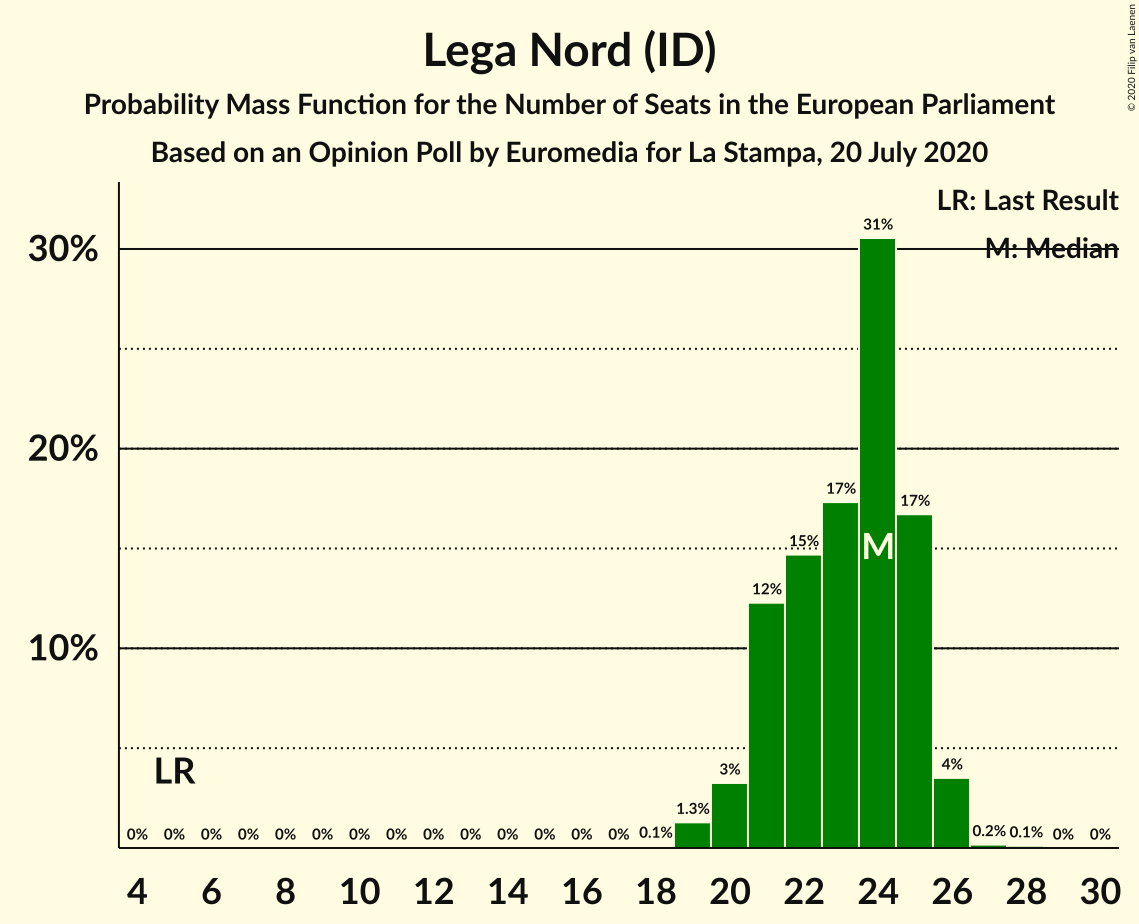 Lega Nord (ID)
Probability Mass Function for the Number of Seats in the European Parliament
Based on an Opinion Poll by Euromedia for La Stampa, 20 July 2020
© 2020 Filip van Laenen
LR: Last Result
M: Median
30%
20%
10%
31%
17%
17%
15%
12%
M
LR
3%
4%
1.3%
0% 0% 0% 0% 0% 0% 0% 0% 0% 0% 0% 0% 0% 0% 0.1% 0.2% 0.1% 0% 0%
4 6 8 10 12 14 16 18 20 22 24 26 28 30